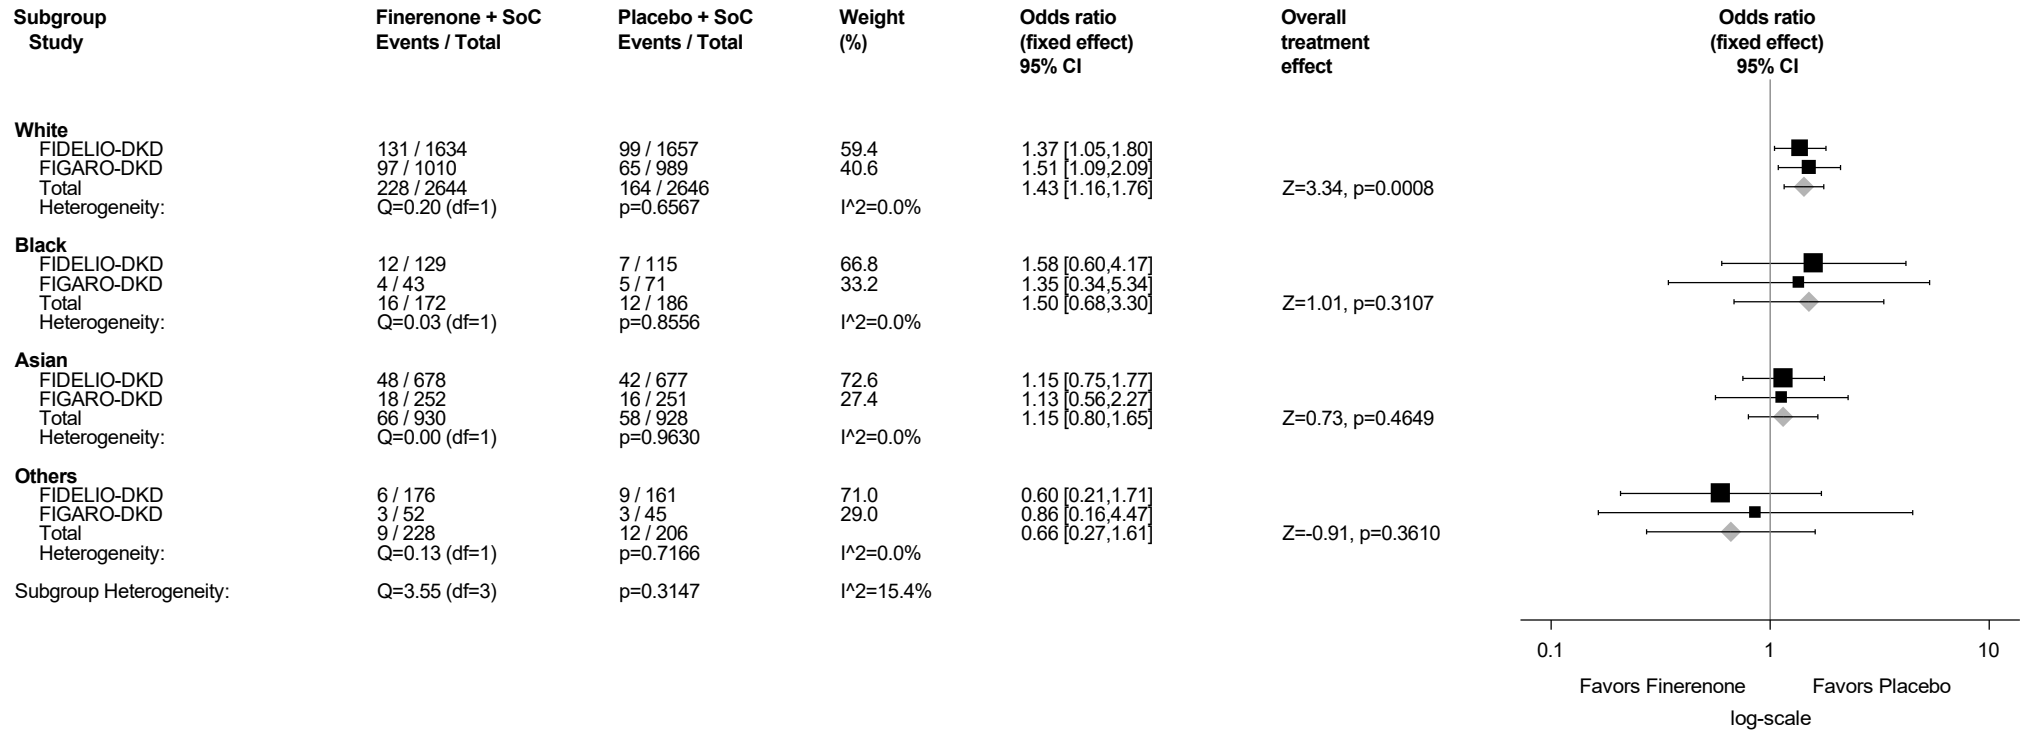 Subgroup Finerenone + SoC Placebo + SoC Weight Odds ratio Overall Odds ratio
Study Events / Total Events / Total (%) (fixed effect) treatment (fixed effect)
95% CI effect 95% CI
White
FIDELIO-DKD 131 / 1634 99 / 1657 59.4 1.37 [1.05,1.80]
FIGARO-DKD 97 / 1010 65 / 989 40.6 1.51 [1.09,2.09]
Total 228 / 2644 164 / 2646 1.43 [1.16,1.76] Z=3.34, p=0.0008
Heterogeneity: Q=0.20 (df=1) p=0.6567 I^2=0.0%
Black
FIDELIO-DKD 12 / 129 7 / 115 66.8 1.58 [0.60,4.17]
FIGARO-DKD 4 / 43 5 / 71 33.2 1.35 [0.34,5.34]
Total 16 / 172 12 / 186 1.50 [0.68,3.30] Z=1.01, p=0.3107
Heterogeneity: Q=0.03 (df=1) p=0.8556 I^2=0.0%
Asian
FIDELIO-DKD 48 / 678 42 / 677 72.6 1.15 [0.75,1.77]
FIGARO-DKD 18 / 252 16 / 251 27.4 1.13 [0.56,2.27]
Total 66 / 930 58 / 928 1.15 [0.80,1.65] Z=0.73, p=0.4649
Heterogeneity: Q=0.00 (df=1) p=0.9630 I^2=0.0%
Others
FIDELIO-DKD 6 / 176 9 / 161 71.0 0.60 [0.21,1.71]
FIGARO-DKD 3 / 52 3 / 45 29.0 0.86 [0.16,4.47]
Total 9 / 228 12 / 206 0.66 [0.27,1.61] Z=-0.91, p=0.3610
Heterogeneity: Q=0.13 (df=1) p=0.7166 I^2=0.0%
Subgroup Heterogeneity: Q=3.55 (df=3) p=0.3147 I^2=15.4%
0.1 1 10
Favors Finerenone Favors Placebo
log-scale